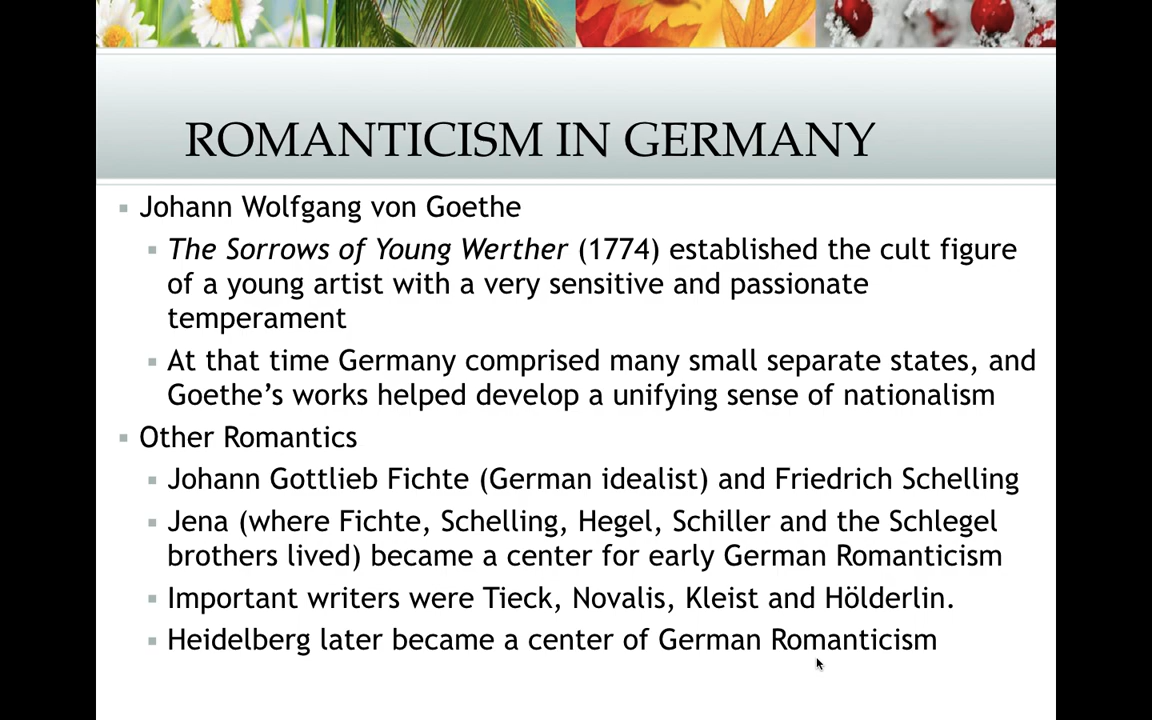 ROMANTICISM IN GERMANY
Johann Wolfgang von Goethe
The Sorrows of Young Werther (1774) established the cult figure
of a young artist with a very sensitive and passionate
temperament
At that time Germany comprised many small separate states, and
Goethe’s works helped develop a unifying sense of nationalism
Other Romantics
Johann Gottlieb Fichte (German idealist) and Friedrich Schelling
Jena (where Fichte, Schelling, Hegel, Schiller and the Schlegel
brothers lived) became a center for early German Romanticism
Important writers were Tieck, Novalis, Kleist and Hölderlin.
Heidelberg later became a center of German Romanticism